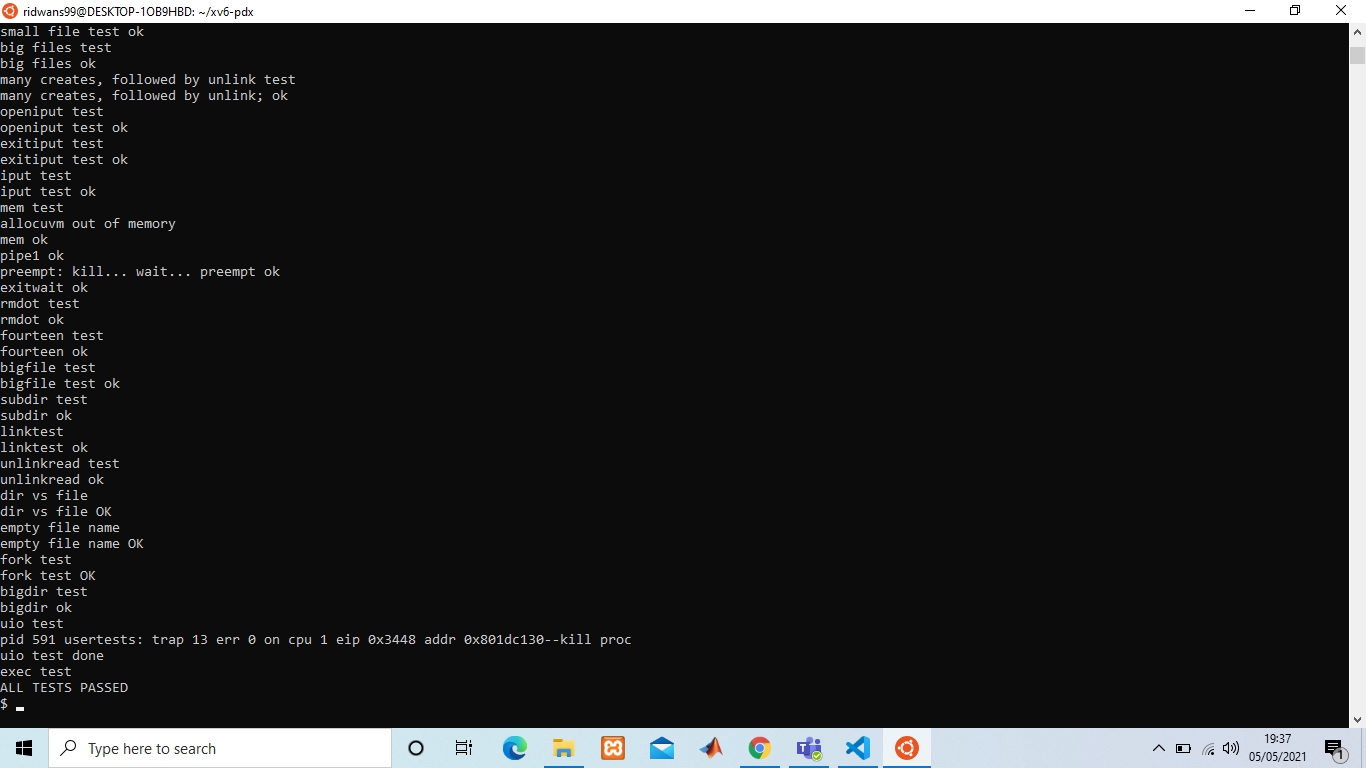 ridwans99@DESKTOP-1OB9HBD: ~/xv6-pdx
small file test ok
big files test
big files ok
many creates, followed by unlink test
many creates, followed by unlink; ok
openiput test
openiput test ok
exitiput test
exitiput test ok
iput test
iput test ok
mem test
allocuvm out of memory
mem ok
pipe1 ok
preempt: kill... wait... preempt ok
exitwait ok
rmdot test
rmdot ok
fourteen test
fourteen ok
bigfile test
bigfile test ok
subdir test
subdir ok
linktest
linktest ok
unlinkread test
unlinkread ok
dir vs file
dir vs file OK
empty file name
empty file name OK
fork test
fork test OK
bigdir test
bigdir ok
uio test
pid 591 usertests: trap 13 err 0 on cpu 1 eip 0x3448 addr 0x801dc130--kill proc
uio test done
exec test
ALL TESTS PASSED
$
Type here to search
19:37
05/05/2021
1